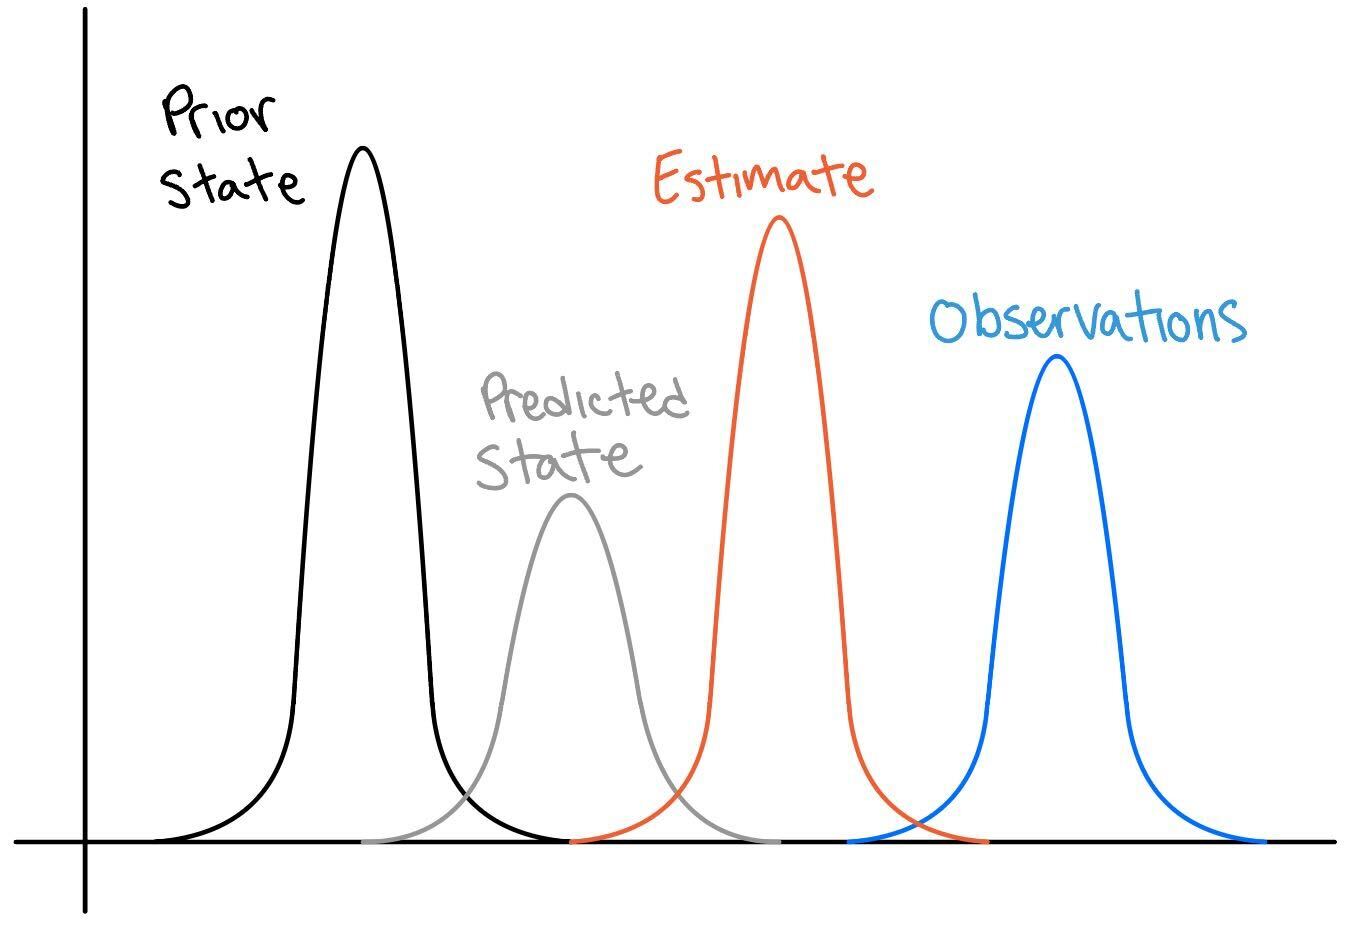 Prior
State
Estimate
Observations
Predicted
State